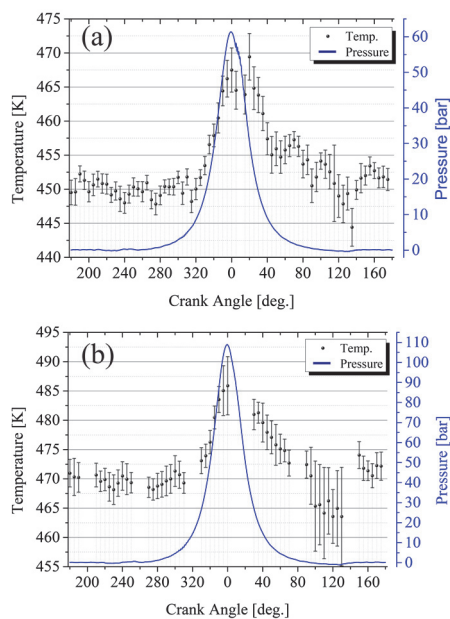 (a)
Temp.
Pressure
475
470
465
460
455
450
445
440
60
50
40
30
20
10
0
Temperature [K]
Pressure [bar]
200 240 280 320 0 40 80 120 160
Crank Angle [deg.]
(b)
Temp.
Pressure
495
490
485
480
475
470
465
460
455
110
100
90
80
70
60
50
40
30
20
10
0
Temperature [K]
Pressure [bar]
200 240 280 320 0 40 80 120 160
Crank Angle [deg.]